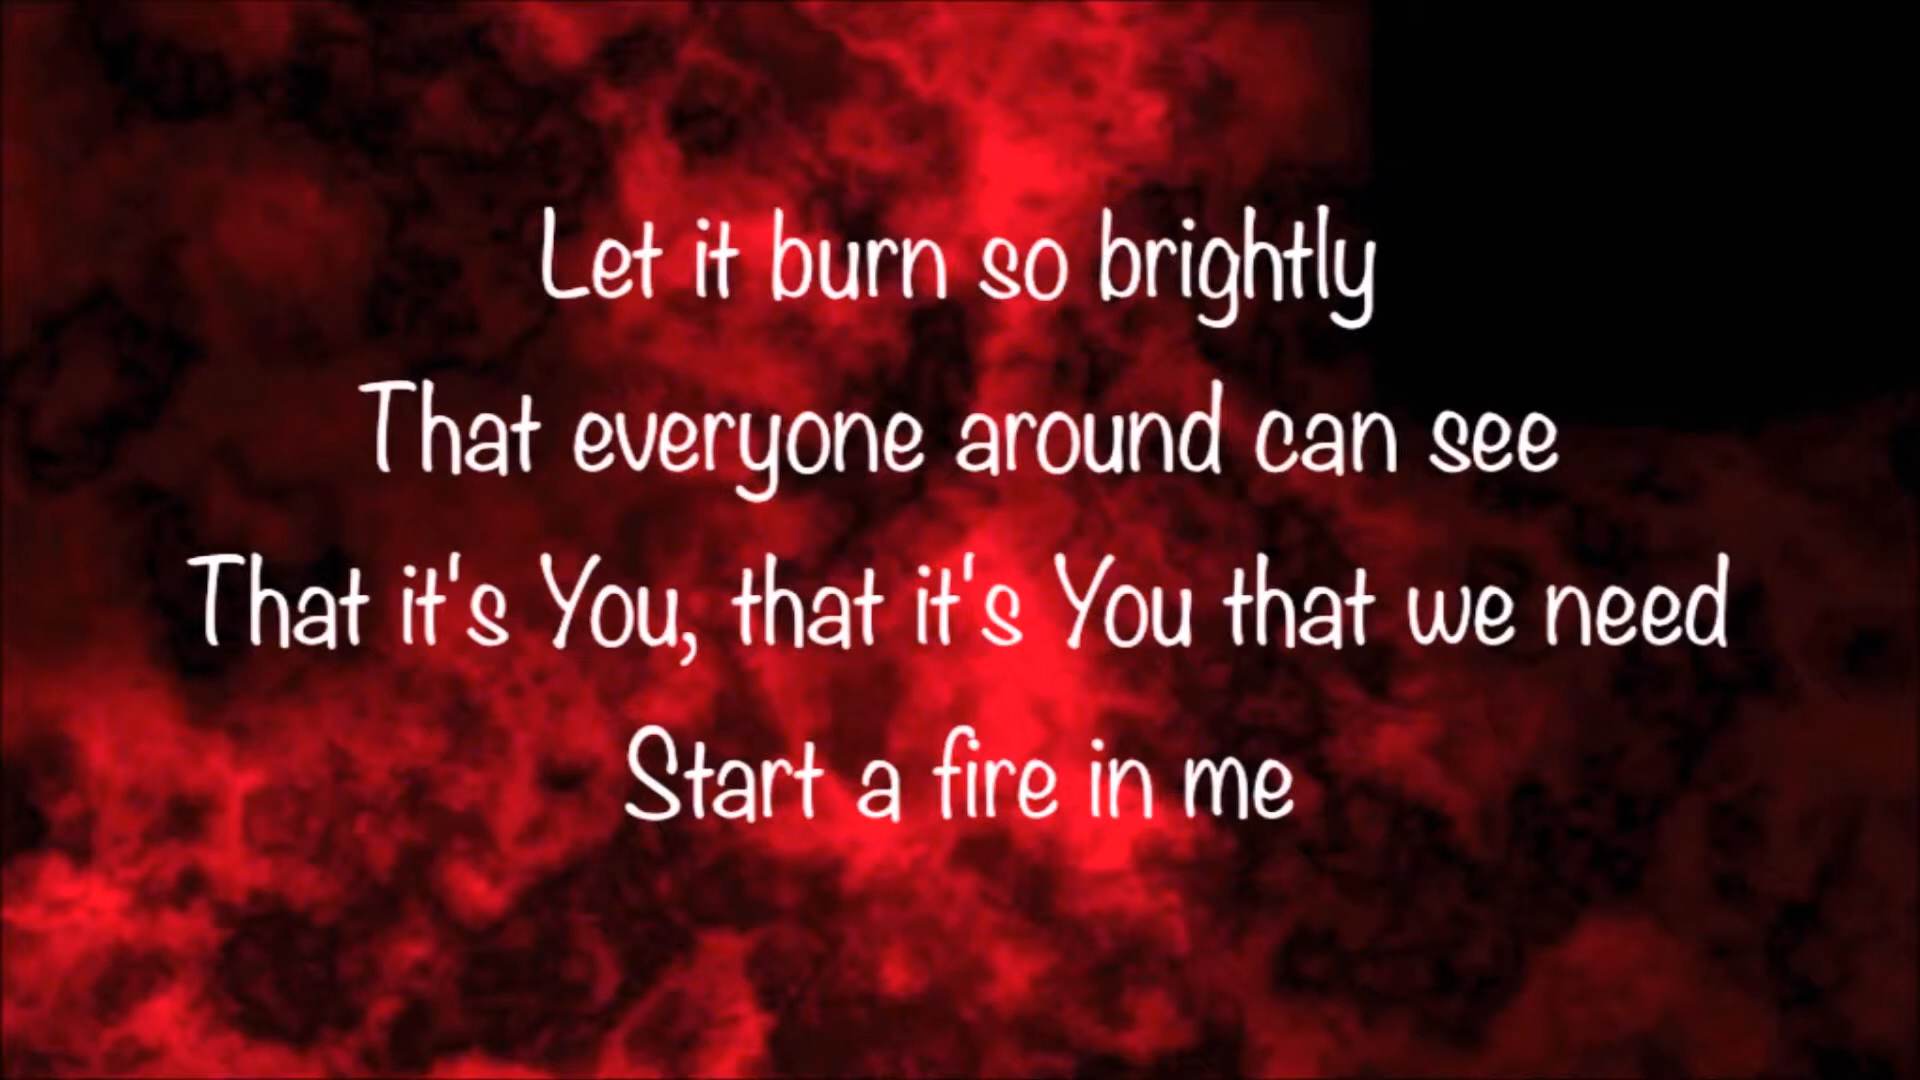 Let it burn so brightly
That everyone around can see
That it's You, that it's You that we need
Start a fire in me